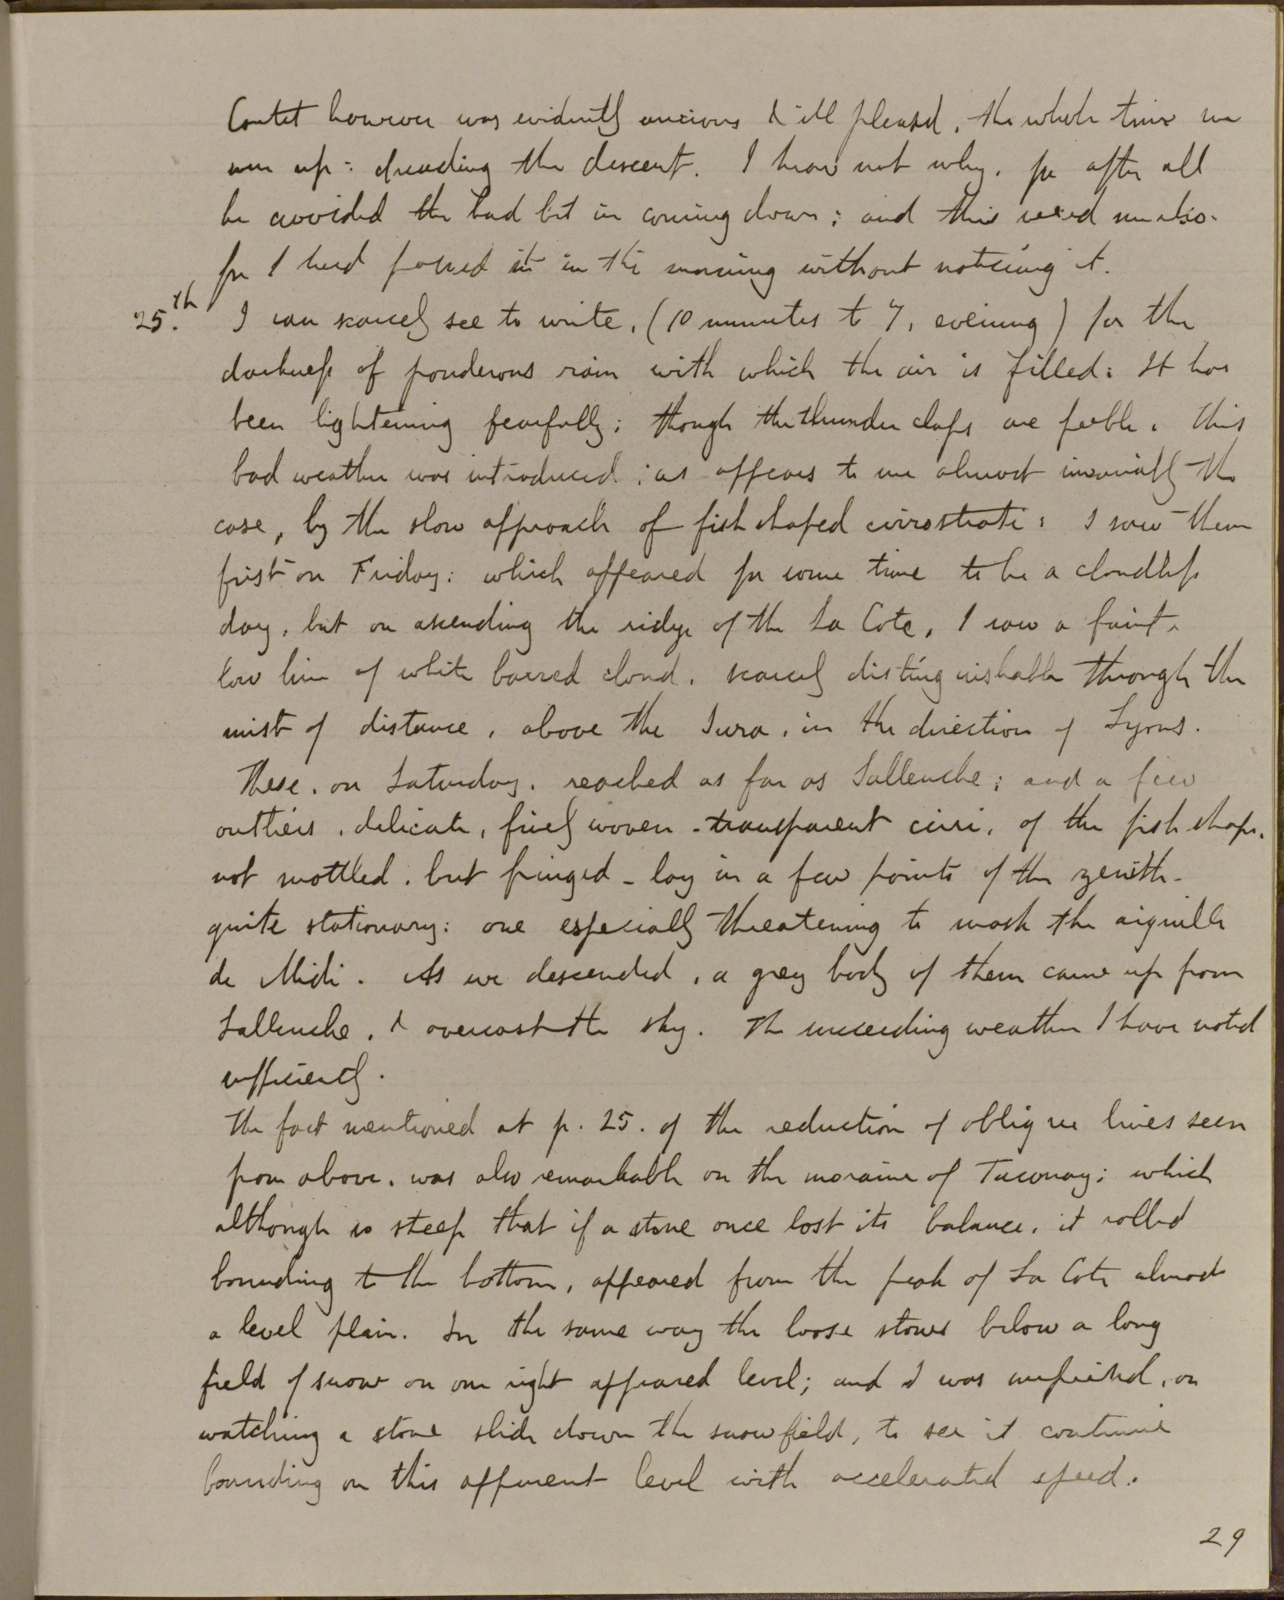 Coutet however was evidently anxious & ill pleased, the whole time we
were up: dreading the descent. I know not why, for after all
he avoided the bad bit in coming down; and this vexed me also.
for I had passed it in the morning without noticing it.
25.th I can scarcely see to write, (10 minutes to 7, evening) for the
darkness of ponderous rain with which the air is filled: It has
been lightening fearfully; though the thunder claps are feeble. This
bad weather was introduced; as appears to me almost invariably the
case, by the slow approach of fish shaped cirrostrati: I saw them
first on Friday: which appeared for some time to be a cloudless
day, but on ascending the ridge of the La Cote, I saw a faint,
low line of white barred cloud, scarcely distinguishable through the
mist of distance, above the Jura, in the direction of Lyons.
These, on Saturday, reached as far as Sallenche; and a few
outliers, delicate, finely woven - transparent cirri, of the fish shape,
not mottled, but fringed - lay in a few points of the zenith -
quite stationary: one especially threatening to mask the aiguille
de Midi. As we descended, a grey body of them came up from
Sallenche, & overcast the sky. The succeeding weather I have noted
sufficiently.
The fact mentioned at p. 25. of the reduction of oblique lines seen
from above, was also remarkable on the moraine of Taconay; which
although so steep that if a stone once lost its balance, it rolled
bounding to the bottom, appeared from the peak of La Cote almost
a level plain. In the same way the loose stones below a long
field of snow on our right appeared level; and I was surprised, on
watching a stone slide down the snowfield, to see it continue
bounding on this apparent level with accelerated speed.
29